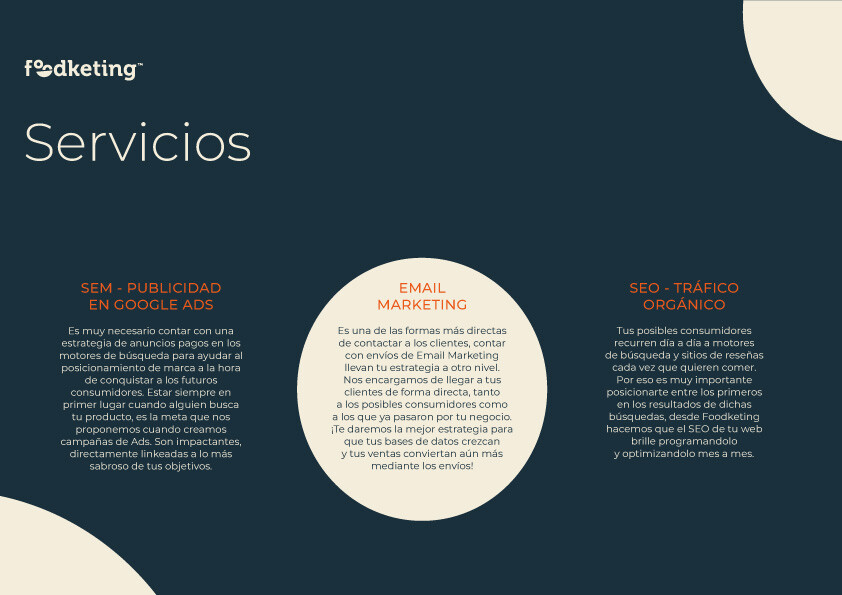 foodketing™
Servicios
SEM - PUBLICIDAD
EN GOOGLE ADS
Es muy necesario contar con una
estrategia de anuncios pagos en los
motores de búsqueda para ayudar al
posicionamiento de marca a la hora
de conquistar a los futuros
consumidores. Estar siempre en
primer lugar cuando alguien busca
tu producto, es la meta que nos
proponemos cuando creamos
campañas de Ads. Son impactantes,
directamente linkeadas a lo más
sabroso de tus objetivos.
EMAIL
MARKETING
Es una de las formas más directas
de contactar a los clientes, contar
con envíos de Email Marketing
llevan tu estrategia a otro nivel.
Nos encargamos de llegar a tus
clientes de forma directa, tanto
a los posibles consumidores como
a los que ya pasaron por tu negocio.
¡Te daremos la mejor estrategia para
que tus bases de datos crezcan
y tus ventas conviertan aún más
mediante los envíos!
SEO - TRÁFICO
ORGÁNICO
Tus posibles consumidores
recurren día a día a motores
de búsqueda y sitios de reseñas
cada vez que quieren comer.
Por eso es muy importante
posicionarte entre los primeros
en los resultados de dichas
búsquedas, desde Foodketing
hacemos que el SEO de tu web
brille programandolo
y optimizandolo mes a mes.